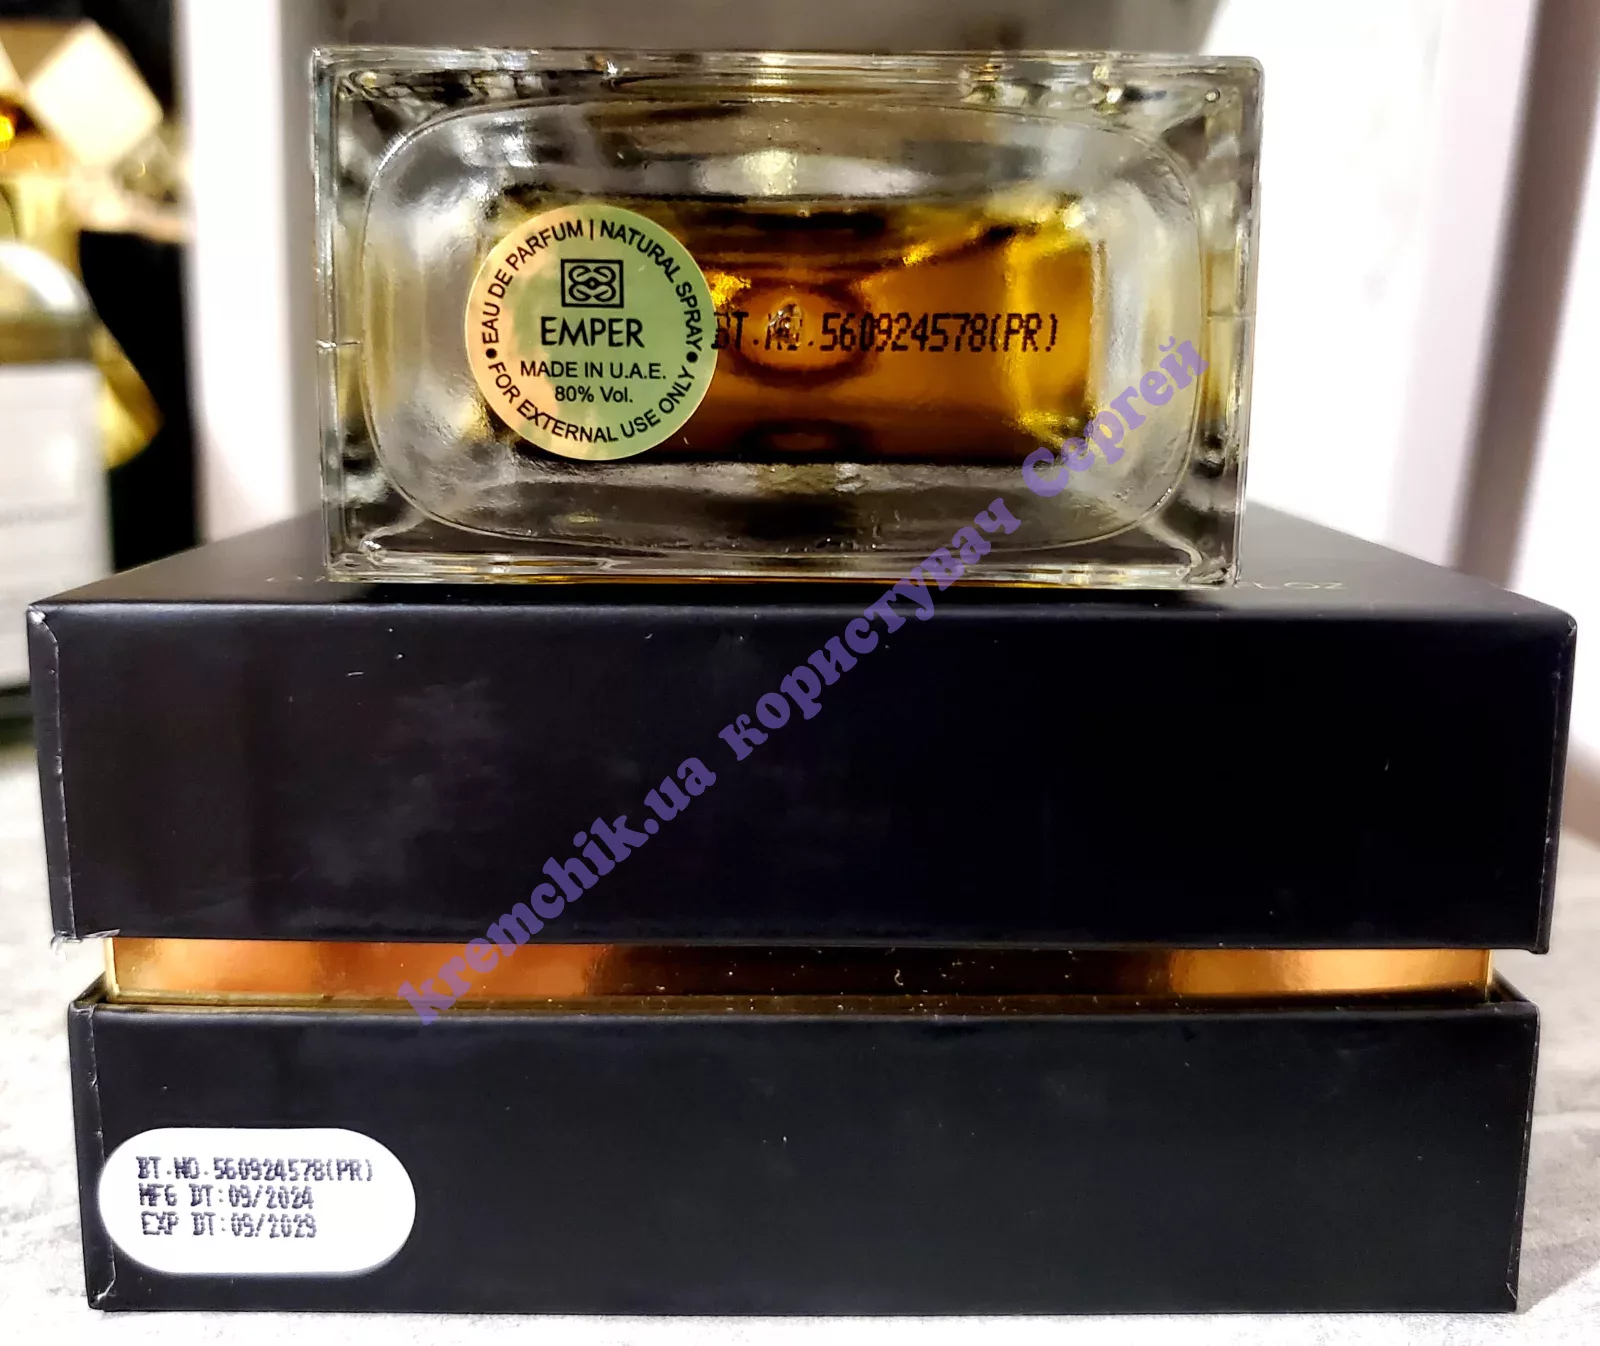 EAU DE PARFUM | NATURAL SPRAY
• FOR EXTERNAL USE ONLY •
EMPER
MADE IN U.A.E.
80% Vol.
BT.NO.560924578(PR)
OZ
kremchik.ua користувач Сергей
BT.NO.560924578(PR)
MFG DT:09/2024
EXP DT:09/2029